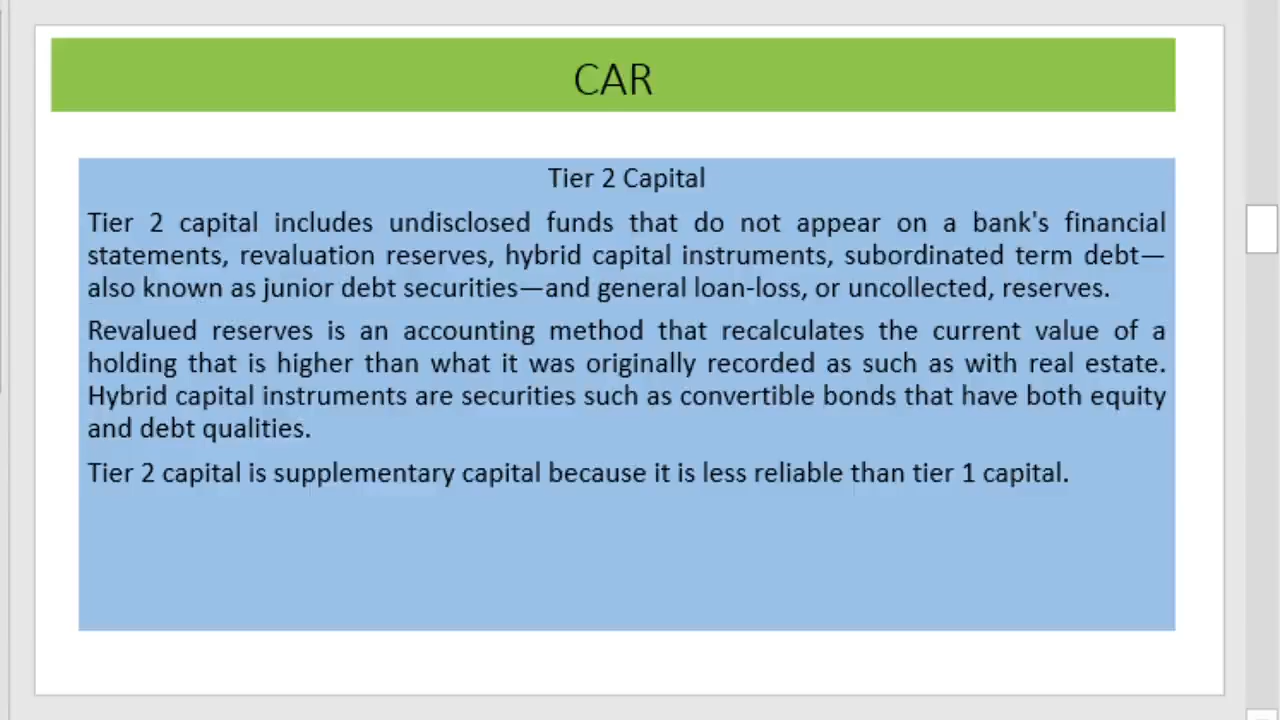 CAR
Tier 2 Capital
Tier 2 capital includes undisclosed funds that do not appear on a bank's financial
statements, revaluation reserves, hybrid capital instruments, subordinated term debt—
also known as junior debt securities—and general loan-loss, or uncollected, reserves.
Revalued reserves is an accounting method that recalculates the current value of a
holding that is higher than what it was originally recorded as such as with real estate.
Hybrid capital instruments are securities such as convertible bonds that have both equity
and debt qualities.
Tier 2 capital is supplementary capital because it is less reliable than tier 1 capital.